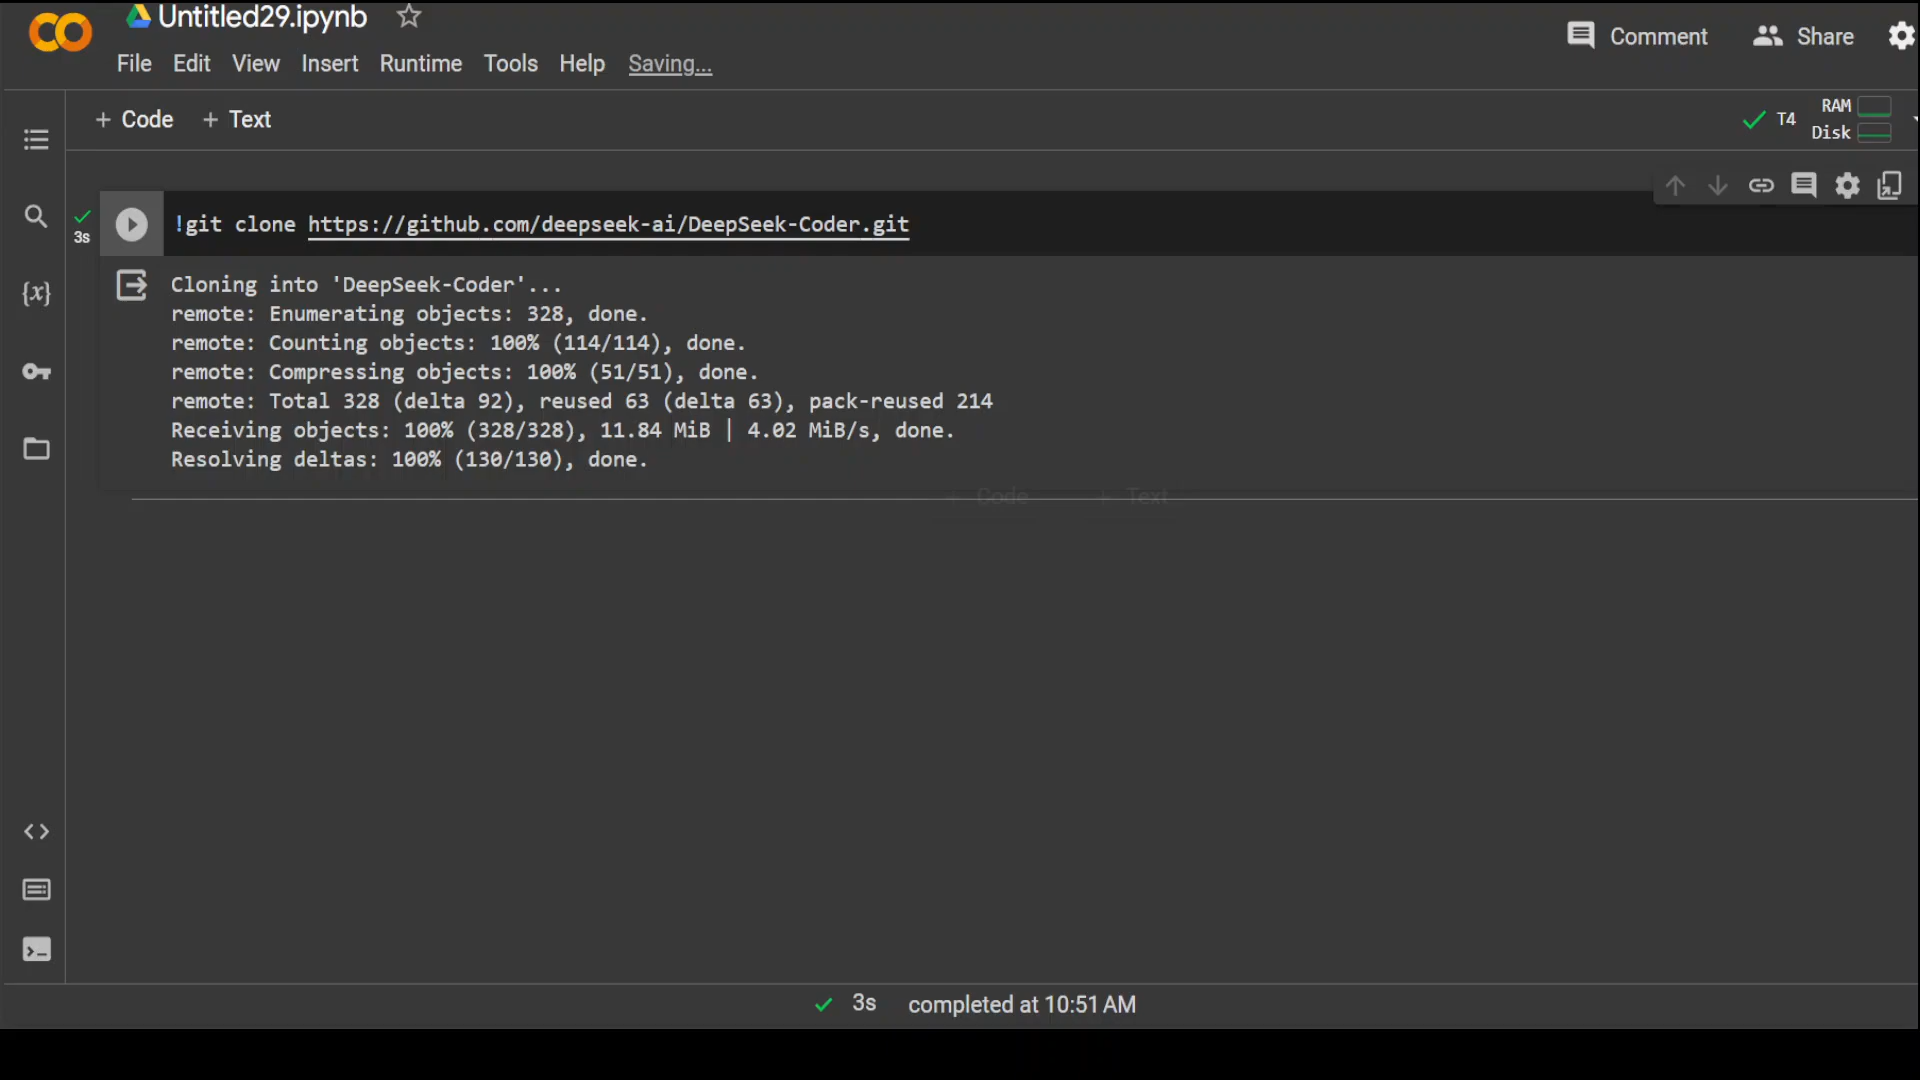 Untitled29.ipynb
Comment
Share
File Edit View Insert Runtime Tools Help Saving...
+ Code + Text
T4
RAM
Disk
3s
!git clone https://github.com/deepseek-ai/DeepSeek-Coder.git
Cloning into 'DeepSeek-Coder'...
remote: Enumerating objects: 328, done.
remote: Counting objects: 100% (114/114), done.
remote: Compressing objects: 100% (51/51), done.
remote: Total 328 (delta 92), reused 63 (delta 63), pack-reused 214
Receiving objects: 100% (328/328), 11.84 MiB | 4.02 MiB/s, done.
Resolving deltas: 100% (130/130), done.
+ Code + Text
{x}
3s completed at 10:51 AM